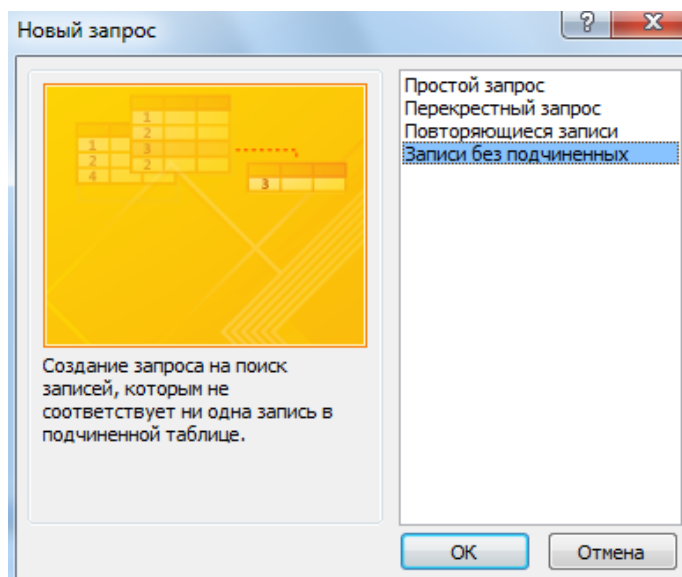 Новый запрос
?
X
1
2
1
3
2
2
4
3
Простой запрос
Перекрестный запрос
Повторяющиеся записи
Записи без подчиненных
Создание запроса на поиск
записей, которым не
соответствует ни одна запись в
подчиненной таблице.
ОК
Отмена